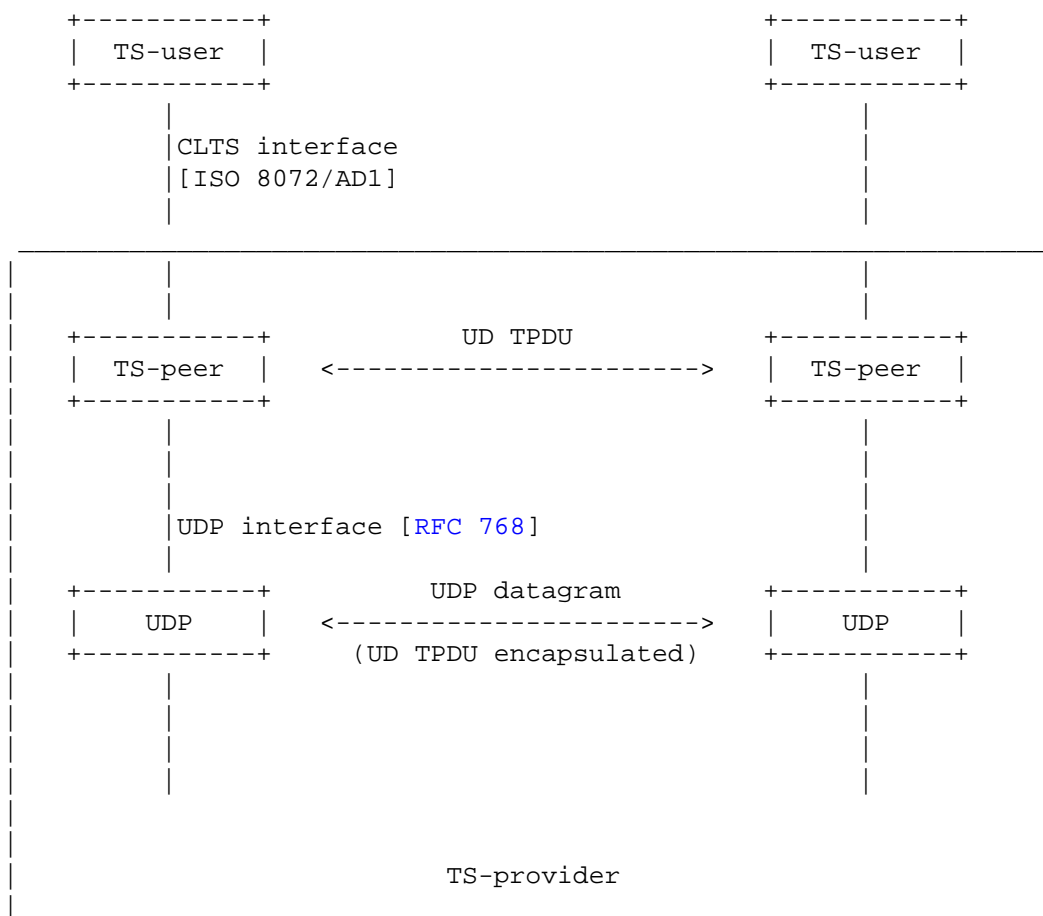 TS-user TS-user
CLTS interface
[ISO 8072/AD1]
UD TPDU
TS-peer TS-peer
UDP interface [RFC 768]
UDP datagram
UDP UDP
(UD TPDU encapsulated)
TS-provider